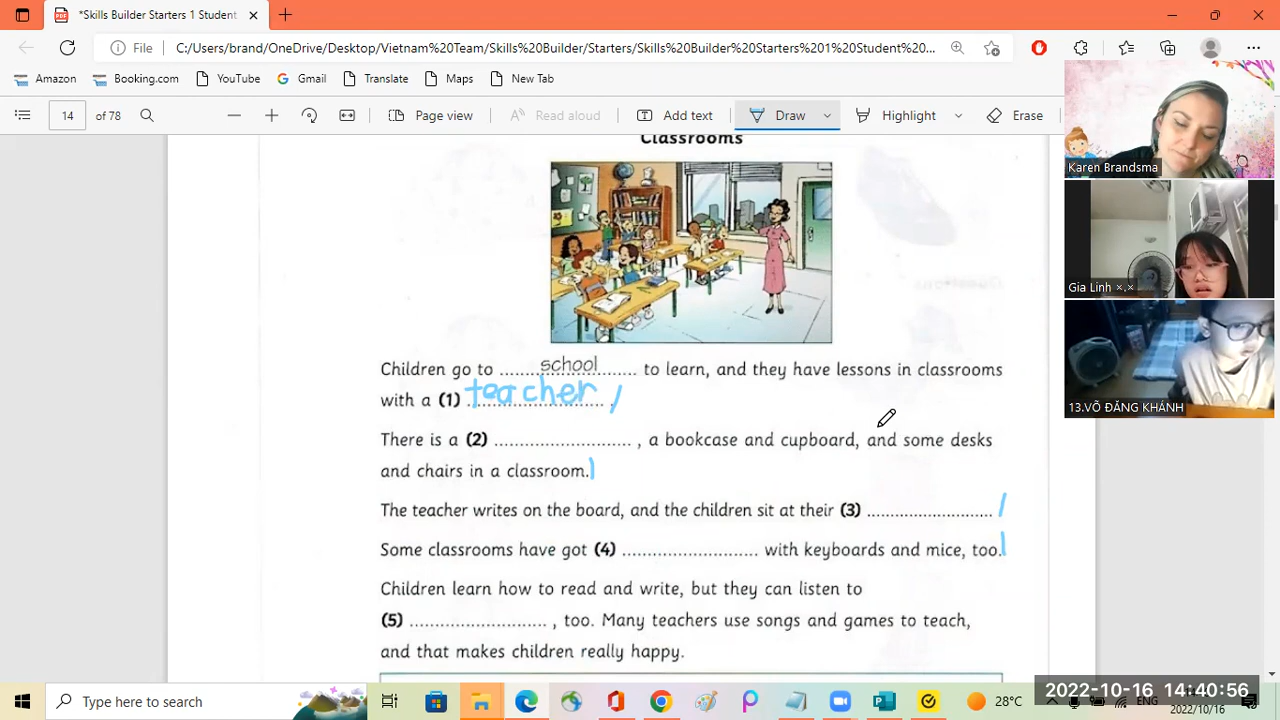 *Skills Builder Starters 1 Student
File
C:/Users/brand/OneDrive/Desktop/Vietnam%20Team/Skills%20Builder/Starters/Skills%20Builder%20Starters%201%20Student%20...
Amazon
Booking.com
YouTube
Gmail
Translate
Maps
New Tab
14 of 78
Page view
Read aloud
Add text
Draw
Highlight
Erase
Classrooms
Children go to ....school.... to learn, and they have lessons in classrooms
with a (1) teacher .
There is a (2) ............................ , a bookcase and cupboard, and some desks
and chairs in a classroom.
The teacher writes on the board, and the children sit at their (3) ..........................
Some classrooms have got (4) ............................ with keyboards and mice, too.
Children learn how to read and write, but they can listen to
(5) ............................ , too. Many teachers use songs and games to teach,
and that makes children really happy.
Karen Brandsma
Gia Linh ×.×
13.VÕ ĐĂNG KHÁNH
Type here to search
28°C
ENG
2022-10-16 14:40:56
2022/10/16